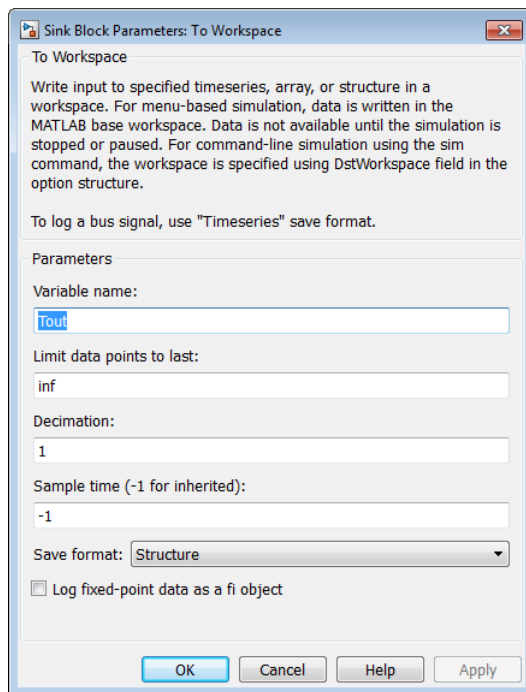 Sink Block Parameters: To Workspace
To Workspace
Write input to specified timeseries, array, or structure in a
workspace. For menu-based simulation, data is written in the
MATLAB base workspace. Data is not available until the simulation is
stopped or paused. For command-line simulation using the sim
command, the workspace is specified using DstWorkspace field in the
option structure.
To log a bus signal, use "Timeseries" save format.
Parameters
Variable name:
Tout
Limit data points to last:
inf
Decimation:
1
Sample time (-1 for inherited):
-1
Save format: Structure
Log fixed-point data as a fi object
OK Cancel Help Apply